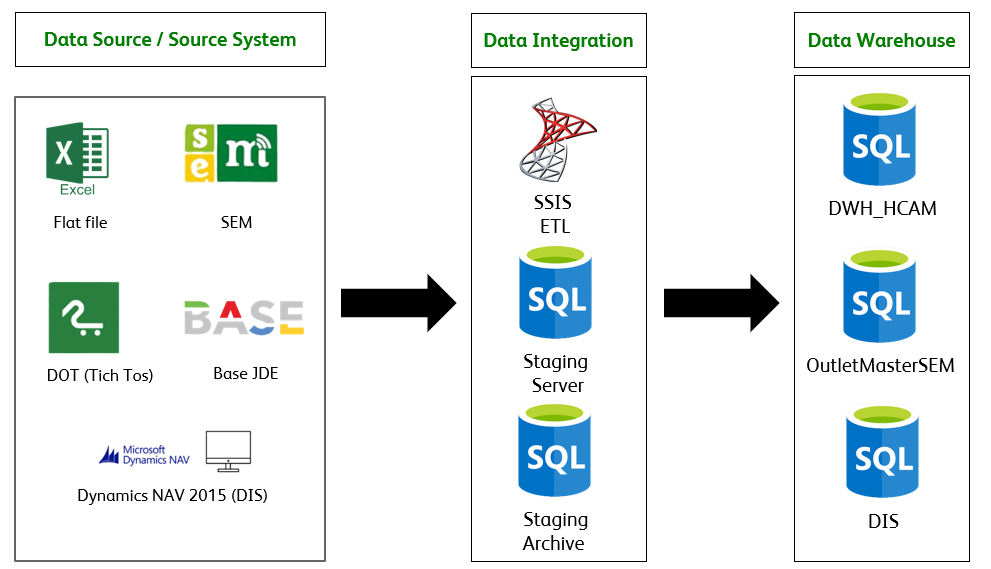 Data Source / Source System
X
Excel
Flat file
se mi
SEM
DOT (Tich Tos)
BASE
Base JDE
Microsoft
Dynamics NAV
Dynamics NAV 2015 (DIS)
Data Integration
SSIS
ETL
SQL
Staging
Server
SQL
Staging
Archive
Data Warehouse
SQL
DWH_HCAM
SQL
OutletMasterSEM
SQL
DIS